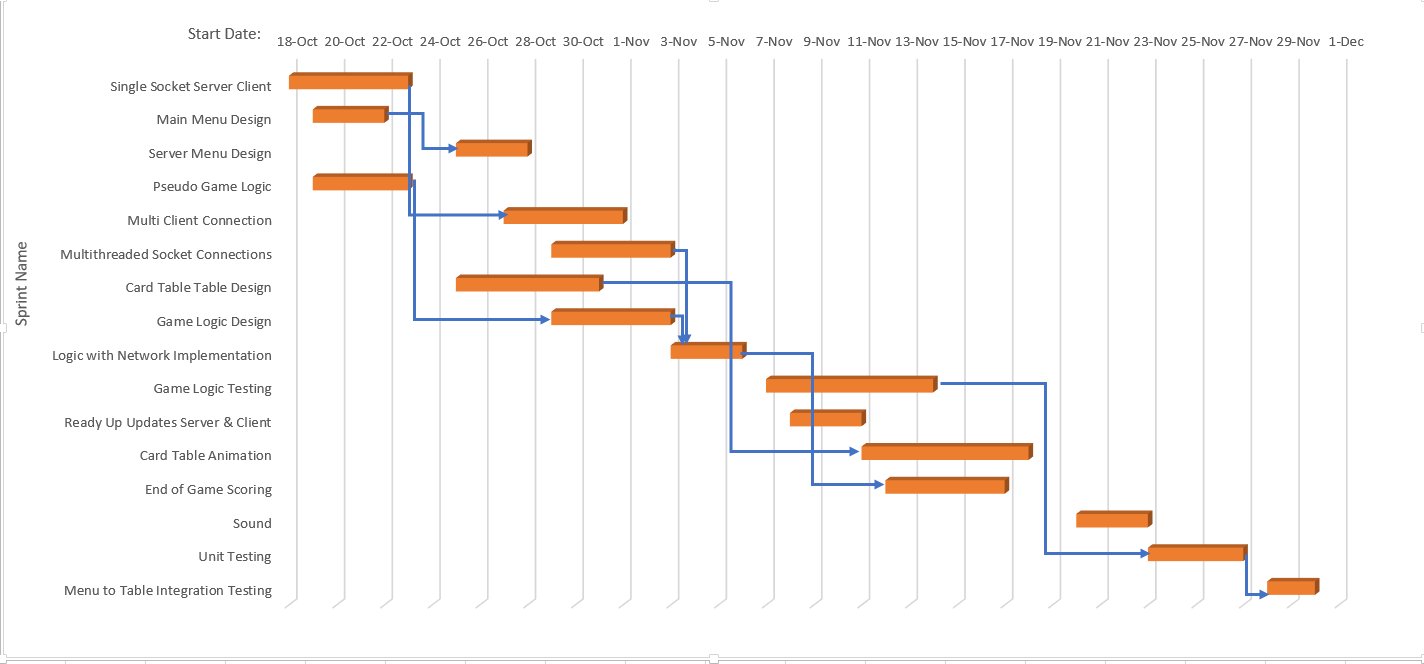 Start Date:
18-Oct 20-Oct 22-Oct 24-Oct 26-Oct 28-Oct 30-Oct 1-Nov 3-Nov 5-Nov 7-Nov 9-Nov 11-Nov 13-Nov 15-Nov 17-Nov 19-Nov 21-Nov 23-Nov 25-Nov 27-Nov 29-Nov 1-Dec
Sprint Name
Single Socket Server Client
Main Menu Design
Server Menu Design
Pseudo Game Logic
Multi Client Connection
Multithreaded Socket Connections
Card Table Table Design
Game Logic Design
Logic with Network Implementation
Game Logic Testing
Ready Up Updates Server & Client
Card Table Animation
End of Game Scoring
Sound
Unit Testing
Menu to Table Integration Testing